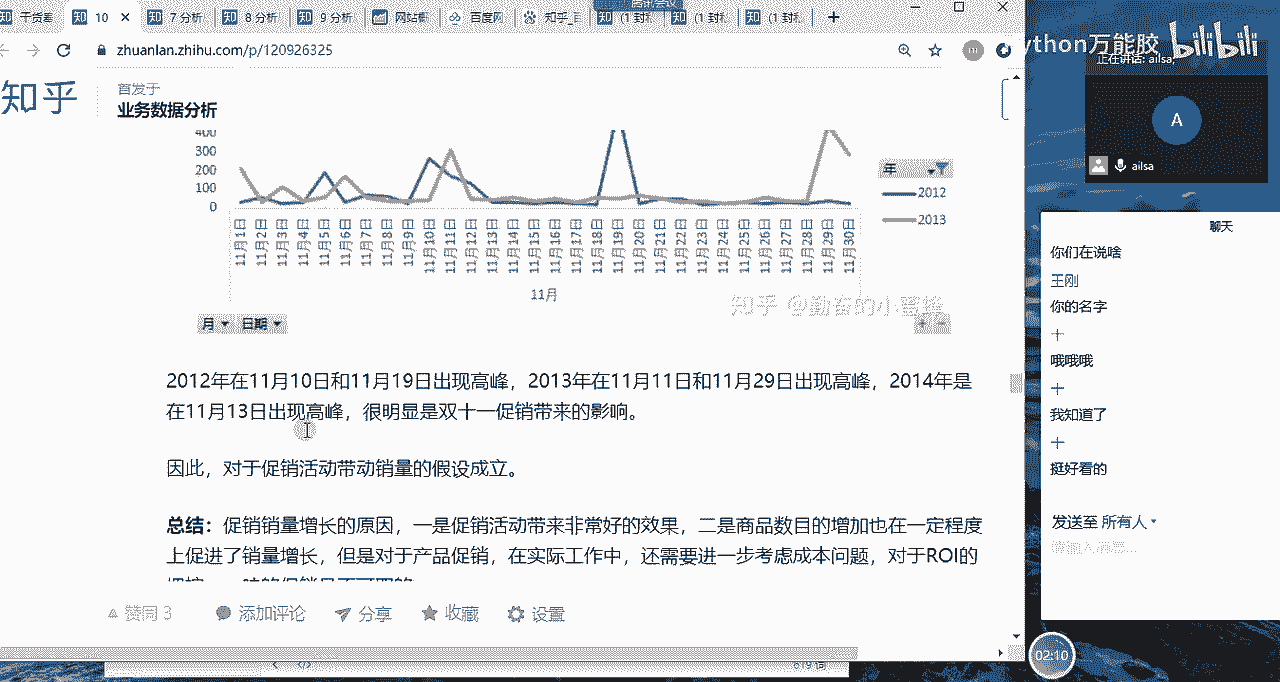 干货差
10
7 分析
8 分析
9 分析
网站
百度网
知乎_
(1 封私
(1 封私
(1 封私
腾讯会议
zhuanlan.zhihu.com/p/120926325
ython万能胶 bilibili
正在讲话: ailsa;
A
ailsa
知乎
首发于
业务数据分析
400
300
200
100
0
年
2012
2013
11月1日
11月2日
11月3日
11月4日
11月5日
11月6日
11月7日
11月8日
11月9日
11月10日
11月11日
11月12日
11月13日
11月14日
11月15日
11月16日
11月17日
11月18日
11月19日
11月20日
11月21日
11月22日
11月23日
11月24日
11月25日
11月26日
11月27日
11月28日
11月29日
11月30日
11月
知乎 @勤奋的小蜜蜂
月
日期
2012年在11月10日和11月19日出现高峰，2013年在11月11日和11月29日出现高峰，2014年是
在11月13日出现高峰，很明显是双十一促销带来的影响。
因此，对于促销活动带动销量的假设成立。
总结：促销销量增长的原因，一是促销活动带来非常好的效果，二是商品数目的增加也在一定程度
上促进了销量增长，但是对于产品促销，在实际工作中，还需要进一步考虑成本问题，对于ROI的
赞同 3
添加评论
分享
收藏
设置
819 词
聊天
你们在说啥
王刚
你的名字
十
哦哦哦
十
我知道了
十
挺好看的
发送至 所有人
请输入消息...
02:10